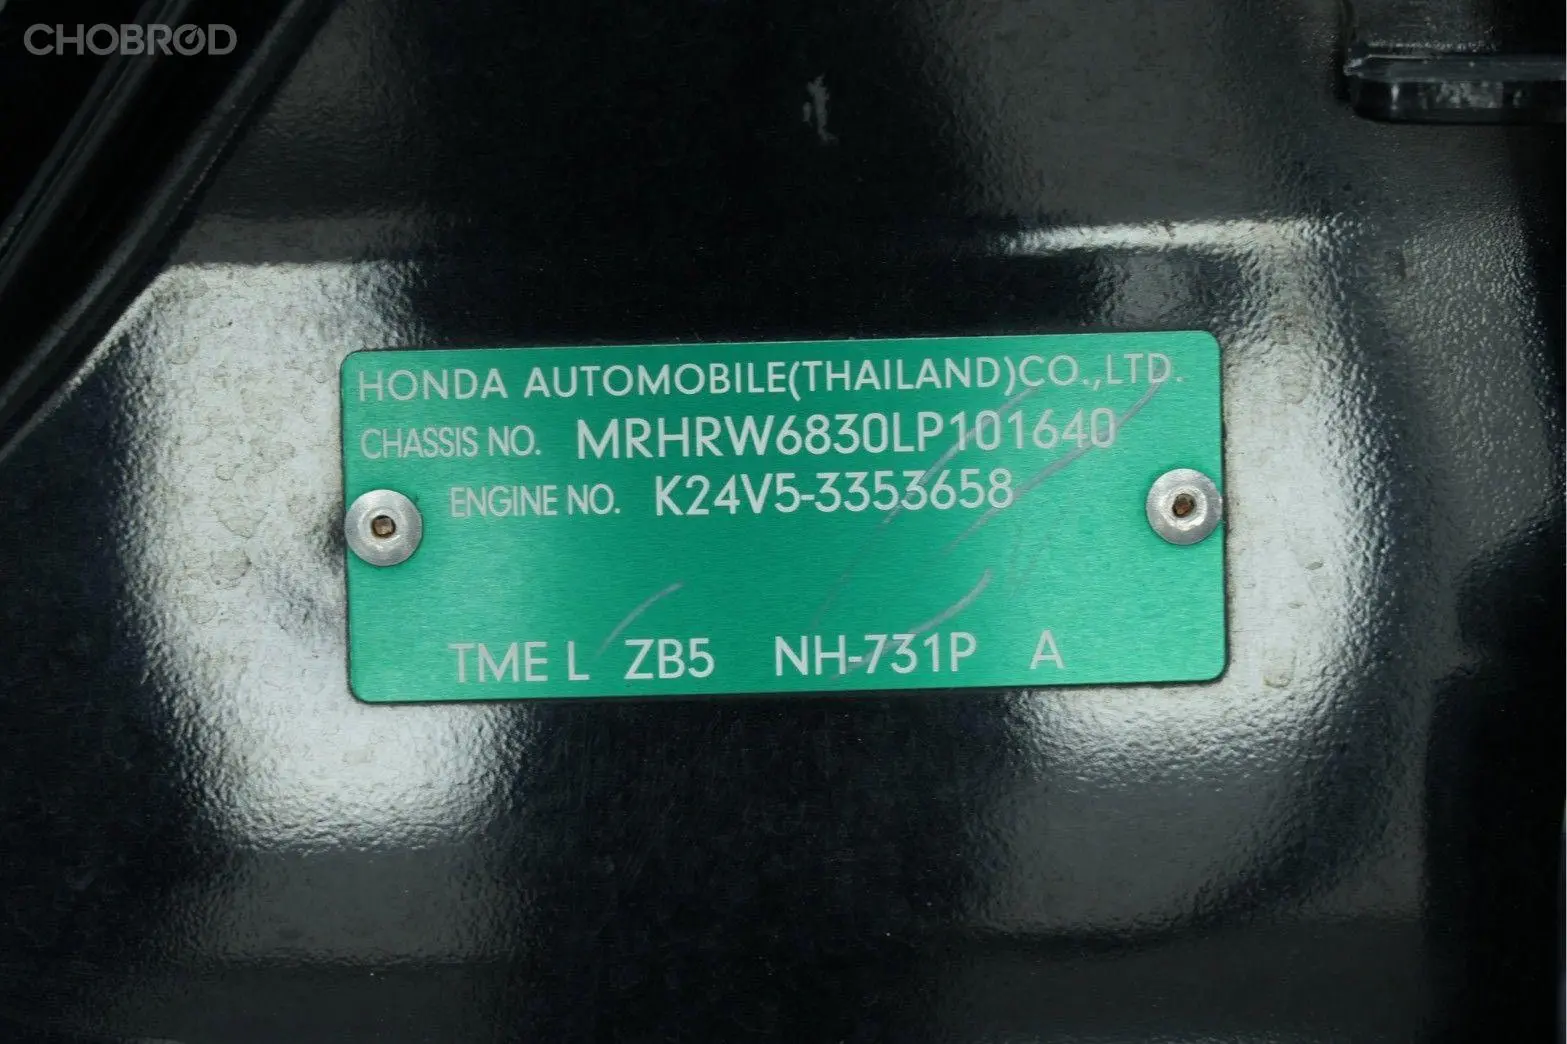 CHOBROD
HONDA AUTOMOBILE(THAILAND)CO.,LTD.
CHASSIS NO. MRHRW6830LP101640
ENGINE NO. K24V5-3353658
TME L ZB5 NH-731P A